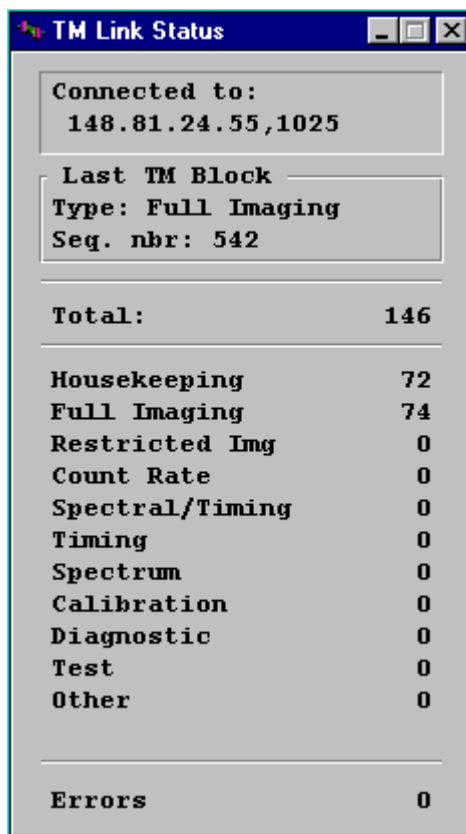 TM Link Status
Connected to:
148.81.24.55,1025
Last TM Block
Type: Full Imaging
Seq. nbr: 542
Total: 146
Housekeeping 72
Full Imaging 74
Restricted Img 0
Count Rate 0
Spectral/Timing 0
Timing 0
Spectrum 0
Calibration 0
Diagnostic 0
Test 0
Other 0
Errors 0